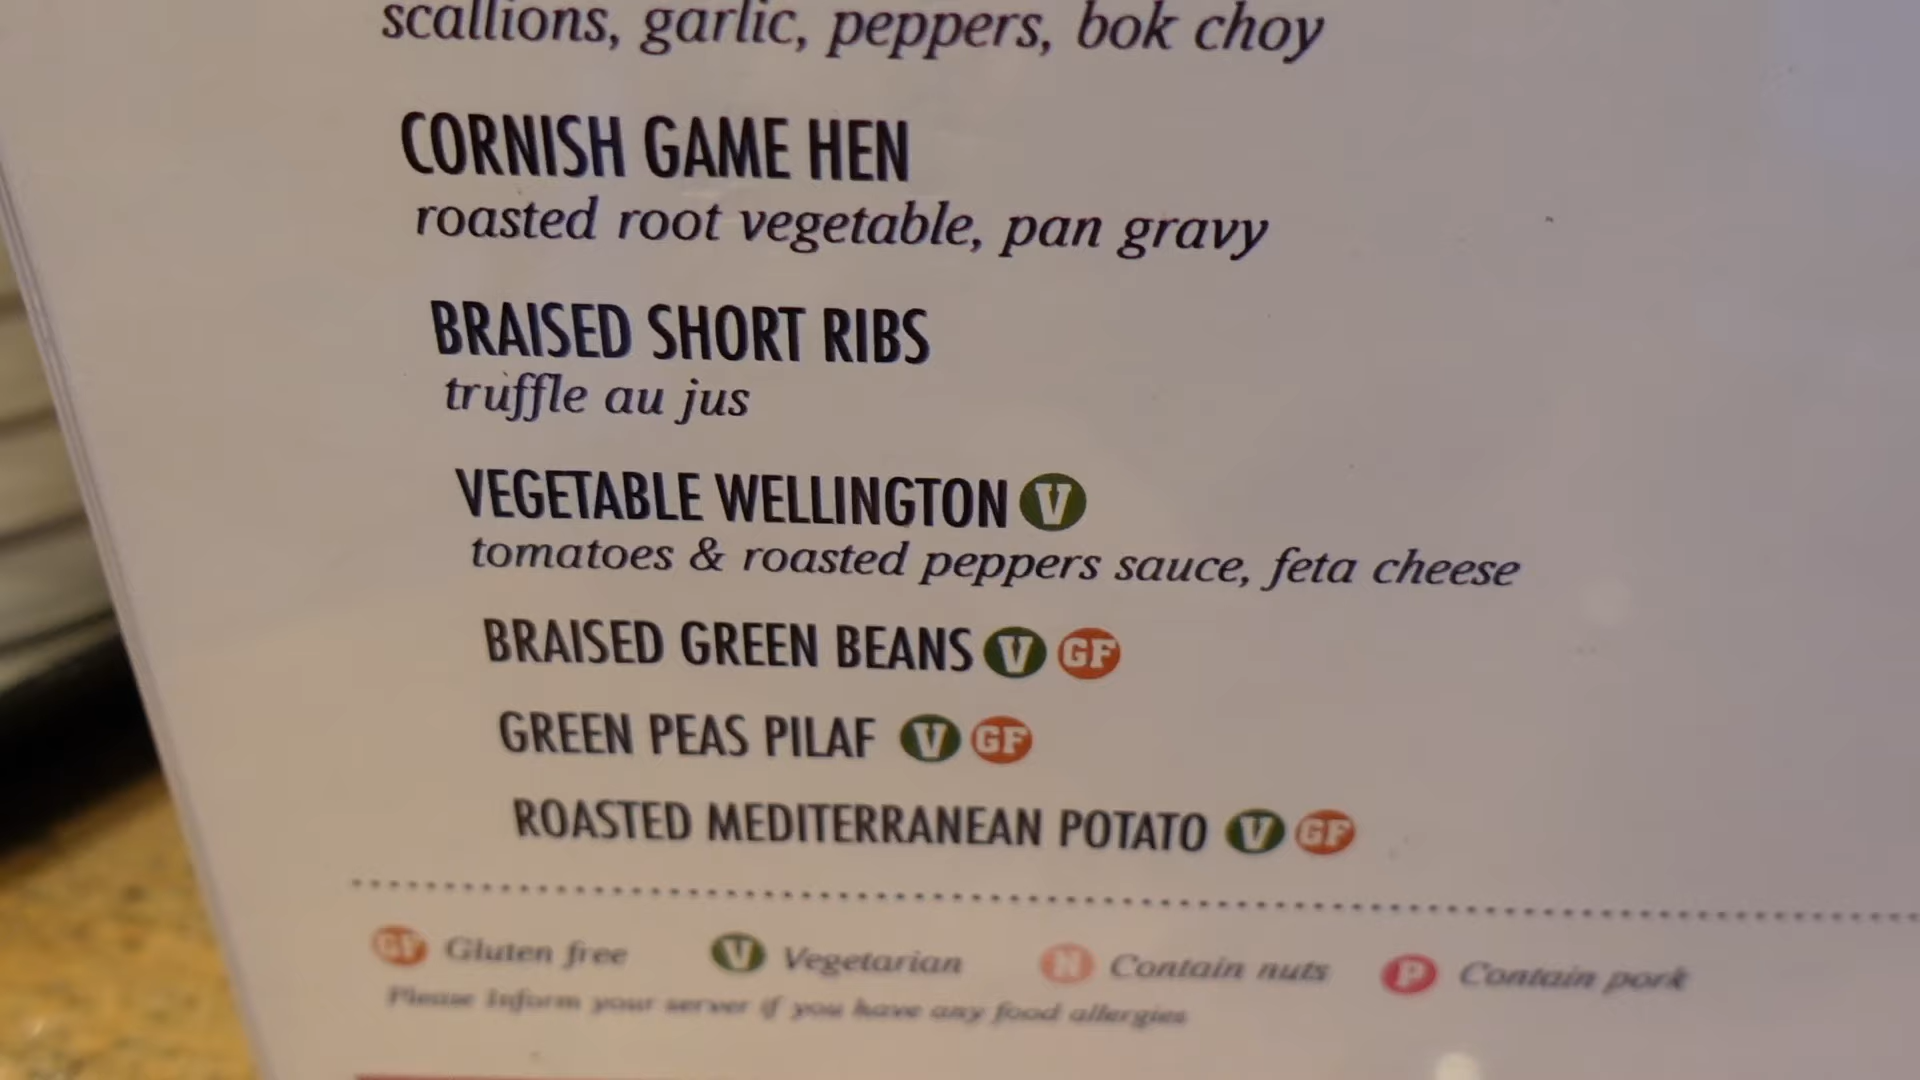 scallions, garlic, peppers, bok choy
CORNISH GAME HEN
roasted root vegetable, pan gravy
BRAISED SHORT RIBS
truffle au jus
VEGETABLE WELLINGTON V
tomatoes & roasted peppers sauce, feta cheese
BRAISED GREEN BEANS V GF
GREEN PEAS PILAF V GF
ROASTED MEDITERRANEAN POTATO V GF
GF Gluten free V Vegetarian N Contain nuts P Contain pork
Please Inform your server if you have any food allergies